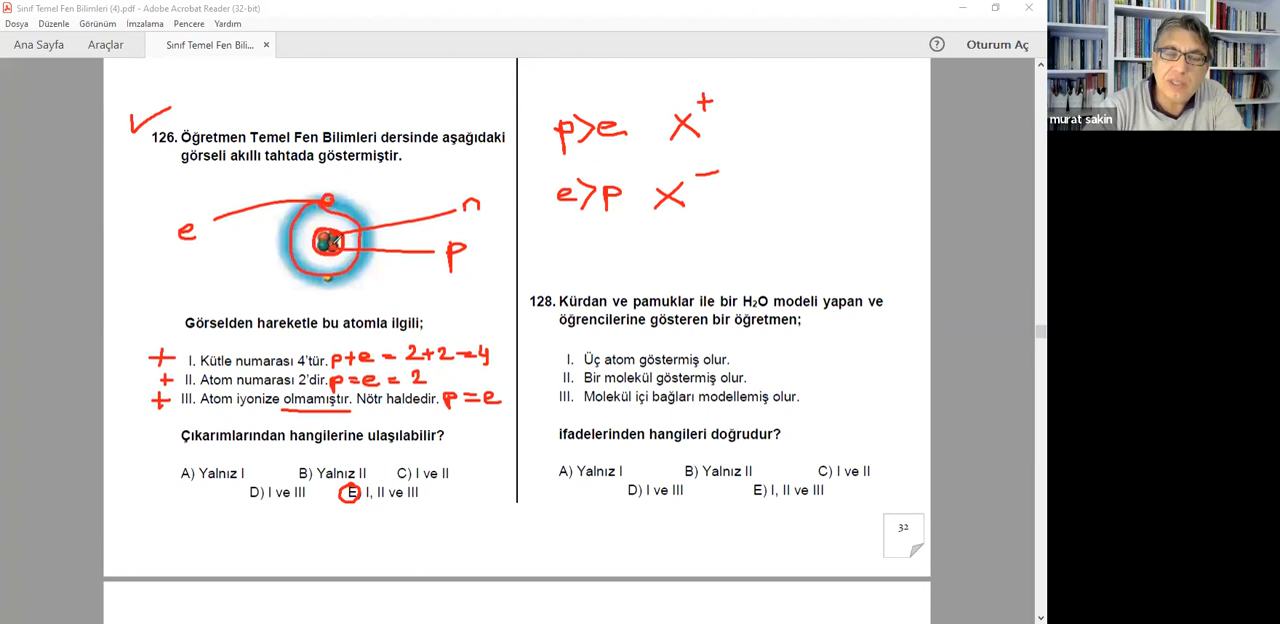 Sınıf Temel Fen Bilimleri (4).pdf - Adobe Acrobat Reader (32-bit)
Dosya Düzenle Görünüm İmzalama Pencere Yardım
Ana Sayfa Araçlar Sınıf Temel Fen Bili... × ? Oturum Aç
murat sakin
126. Öğretmen Temel Fen Bilimleri dersinde aşağıdaki
görseli akıllı tahtada göstermiştir.
e
n
p
Görselden hareketle bu atomla ilgili;
+ I. Kütle numarası 4'tür. p+e = 2+2=4
+ II. Atom numarası 2'dir. p=e=2
+ III. Atom iyonize olmamıştır. Nötr haldedir. p=e
Çıkarımlarından hangilerine ulaşılabilir?
A) Yalnız I B) Yalnız II C) I ve II
D) I ve III E) I, II ve III
p>e X+
e>p X−
128. Kürdan ve pamuklar ile bir H₂O modeli yapan ve
öğrencilerine gösteren bir öğretmen;
I. Üç atom göstermiş olur.
II. Bir molekül göstermiş olur.
III. Molekül içi bağları modellemiş olur.
ifadelerinden hangileri doğrudur?
A) Yalnız I B) Yalnız II C) I ve II
D) I ve III E) I, II ve III
32